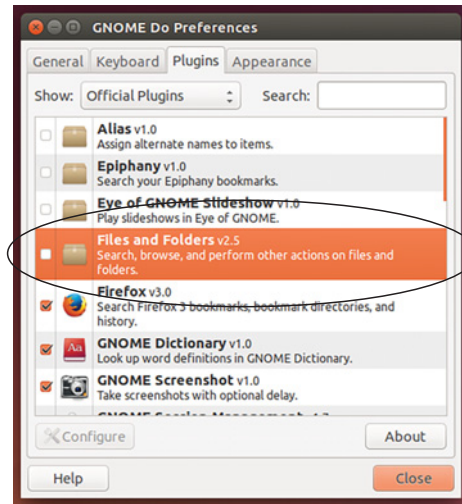 GNOME Do Preferences
General Keyboard Plugins Appearance
Show: Official Plugins Search:
Alias v1.0
Assign alternate names to items.
Epiphany v1.0
Search your Epiphany bookmarks.
Eye of GNOME Slideshow v1.0
Play slideshows in Eye of GNOME.
Files and Folders v2.5
Search, browse, and perform other actions on files and
folders.
Firefox v3.0
Search Firefox 3 bookmarks, bookmark directories, and
history.
Aa
GNOME Dictionary v1.0
Look up word definitions in GNOME Dictionary.
GNOME Screenshot v1.0
Take screenshots with optional delay.
GNOME Session Management
Configure About
Help Close